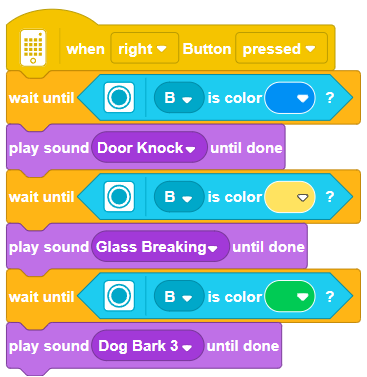 when right Button pressed
wait until B is color ?
play sound Door Knock until done
wait until B is color ?
play sound Glass Breaking until done
wait until B is color ?
play sound Dog Bark 3 until done